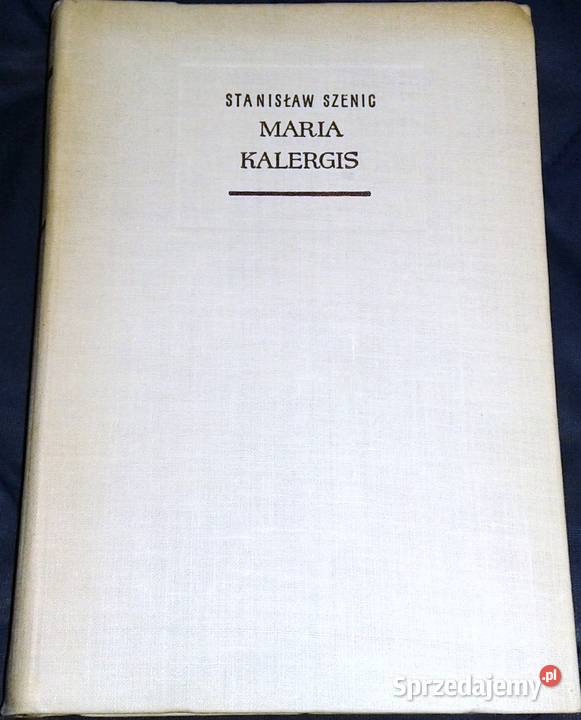 STANISŁAW SZENIC
MARIA
KALERGIS
Sprzedajemy.pl